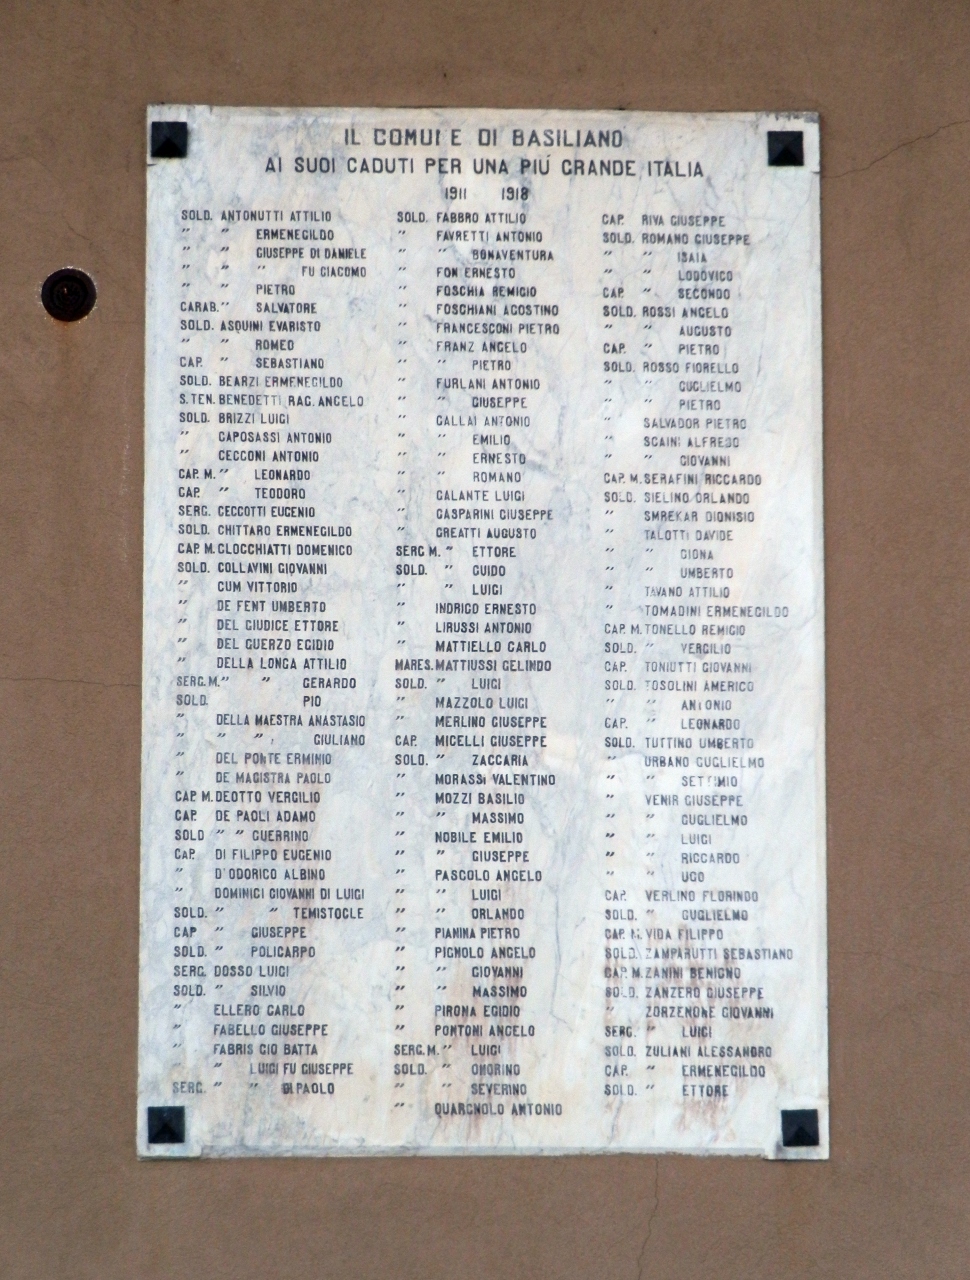 IL COMUNE DI BASILIANO
AI SUOI CADUTI PER UNA PIÚ GRANDE ITALIA
1911 1918
SOLD. ANTONUTTI ATTILIO
" " ERMENEGILDO
" " GIUSEPPE DI DANIELE
" " " FU GIACOMO
" " PIETRO
CARAB. " SALVATORE
SOLD. ASQUINI EVARISTO
" " ROMEO
CAP. " SEBASTIANO
SOLD. BEARZI ERMENEGILDO
S.TEN. BENEDETTI RAG. ANGELO
SOLD. BRIZZI LUIGI
" CAPOSASSI ANTONIO
" CECCONI ANTONIO
CAP. M. " LEONARDO
CAP. " TEODORO
SERG. CECCOTTI EUGENIO
SOLD. CHITTARO ERMENEGILDO
CAP. M. CLOCCHIATTI DOMENICO
SOLD. COLLAVINI GIOVANNI
" CUM VITTORIO
" DE FENT UMBERTO
" DEL GIUDICE ETTORE
" DEL GUERZO EGIDIO
" DELLA LONGA ATTILIO
SERG. M. " " GERARDO
SOLD. PIO
" DELLA MAESTRA ANASTASIO
" " " GIULIANO
" DEL PONTE ERMINIO
" DE MAGISTRA PAOLO
CAP. M. DEOTTO VERGILIO
CAP. DE PAOLI ADAMO
SOLD " " GUERRINO
CAP. DI FILIPPO EUGENIO
" D'ODORICO ALBINO
" DOMINICI GIOVANNI DI LUIGI
SOLD. " " TEMISTOCLE
CAP " GIUSEPPE
SOLD. " POLICARPO
SERG. DOSSO LUIGI
SOLD. " SILVIO
" ELLERO CARLO
" FABELLO GIUSEPPE
" FABRIS GIO BATTA
" " LUIGI FU GIUSEPPE
SERG. " " DI PAOLO
SOLD. FABBRO ATTILIO
" FAVRETTI ANTONIO
" " BONAVENTURA
" FON ERNESTO
" FOSCHIA REMIGIO
" FOSCHIANI AGOSTINO
" FRANCESCONI PIETRO
" FRANZ ANGELO
" " PIETRO
" FURLANI ANTONIO
" " GIUSEPPE
" GALLAI ANTONIO
" " EMILIO
" " ERNESTO
" " ROMANO
" GALANTE LUIGI
" GASPARINI GIUSEPPE
" GREATTI AUGUSTO
SERG M. " ETTORE
SOLD. " GUIDO
" " LUIGI
" INDRIGO ERNESTO
" LIRUSSI ANTONIO
" MATTIELLO CARLO
MARES. MATTIUSSI GELINDO
SOLD. " LUIGI
" MAZZOLO LUIGI
" MERLINO GIUSEPPE
CAP. MICELLI GIUSEPPE
SOLD. " ZACCARIA
" MORASSI VALENTINO
" MOZZI BASILIO
" " MASSIMO
" NOBILE EMILIO
" " GIUSEPPE
" PASCOLO ANGELO
" " LUIGI
" " ORLANDO
" PIANINA PIETRO
" PIGNOLO ANGELO
" " GIOVANNI
" " MASSIMO
" PIRONA EGIDIO
" PONTONI ANGELO
SERG. M. " LUIGI
SOLD. " ONORINO
" " SEVERINO
" QUARGNOLO ANTONIO
CAP. RIVA GIUSEPPE
SOLD. ROMANO GIUSEPPE
" " ISAIA
" " LODOVICO
CAP. " SECONDO
SOLD. ROSSI ANGELO
" " AUGUSTO
CAP. " PIETRO
SOLD. ROSSO FIORELLO
" " GUGLIELMO
" " PIETRO
" SALVADOR PIETRO
" SCAINI ALFREDO
" " GIOVANNI
CAP. M. SERAFINI RICCARDO
SOLD. SIELINO ORLANDO
" SMREKAR DIONISIO
" TALOTTI DAVIDE
" " GIONA
" " UMBERTO
" TAVANO ATTILIO
" TOMADINI ERMENEGILDO
CAP. M. TONELLO REMIGIO
SOLD. " VERGILIO
CAP. TONIUTTI GIOVANNI
SOLD. TOSOLINI AMERICO
" " ANTONIO
CAP. " LEONARDO
SOLD. TUTTINO UMBERTO
" URBANO GUGLIELMO
" " SETTIMIO
" VENIR GIUSEPPE
" " GUGLIELMO
" " LUIGI
" " RICCARDO
" " UGO
CAP. VERLINO FLORINDO
SOLD. " GUGLIELMO
CAP. M. VIDA FILIPPO
SOLD. ZAMPARUTTI SEBASTIANO
CAP. M. ZANINI BENIGNO
SOLD. ZANZERO GIUSEPPE
" ZORZENONE GIOVANNI
SERG. " LUIGI
SOLD. ZULIANI ALESSANDRO
CAP. " ERMENEGILDO
SOLD. " ETTORE